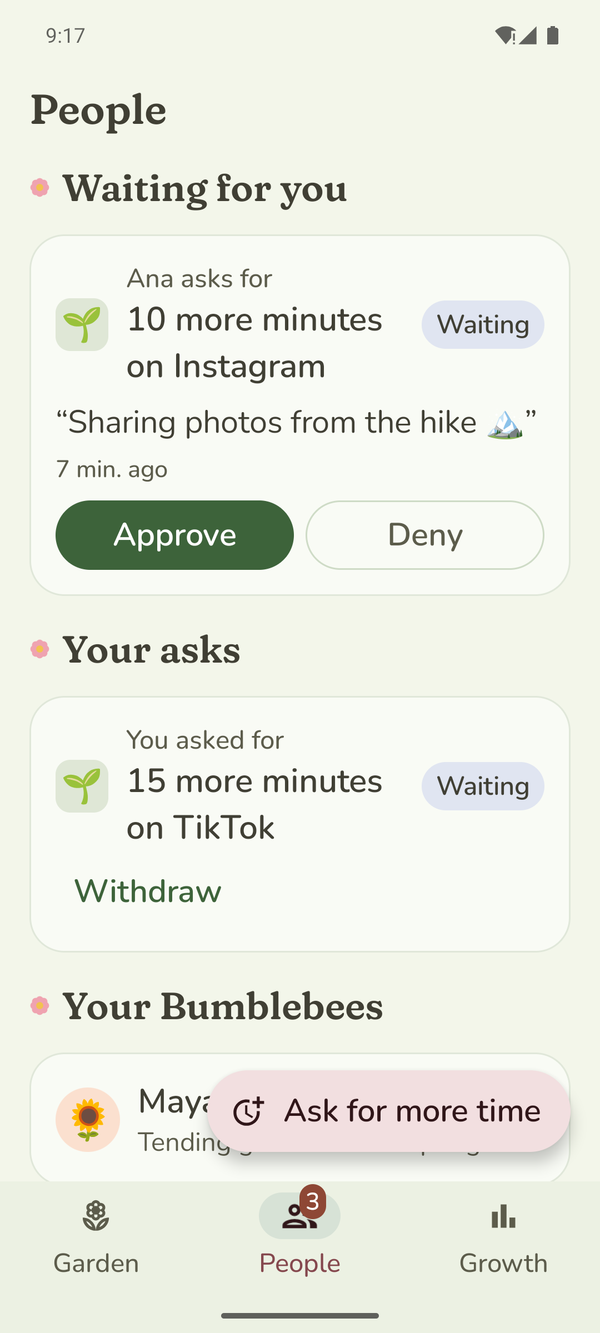 9:17
People
Waiting for you
Ana asks for
10 more minutes
on Instagram
Waiting
“Sharing photos from the hike 🏔️”
7 min. ago
Approve
Deny
Your asks
You asked for
15 more minutes
on TikTok
Waiting
Withdraw
Your Bumblebees
Maya
Tending
Ask for more time
3
Garden
People
Growth